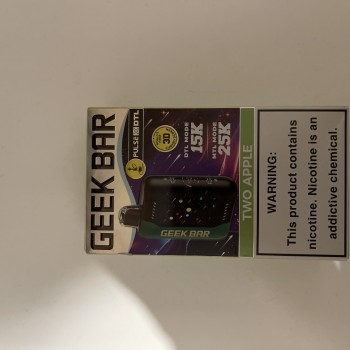 GEEK BAR
PULSE
DTL
3D
DTL MODE
15K
MTL MODE
25K
GEEK BAR
TWO APPLE
WARNING:
This product contains
nicotine. Nicotine is an
addictive chemical.